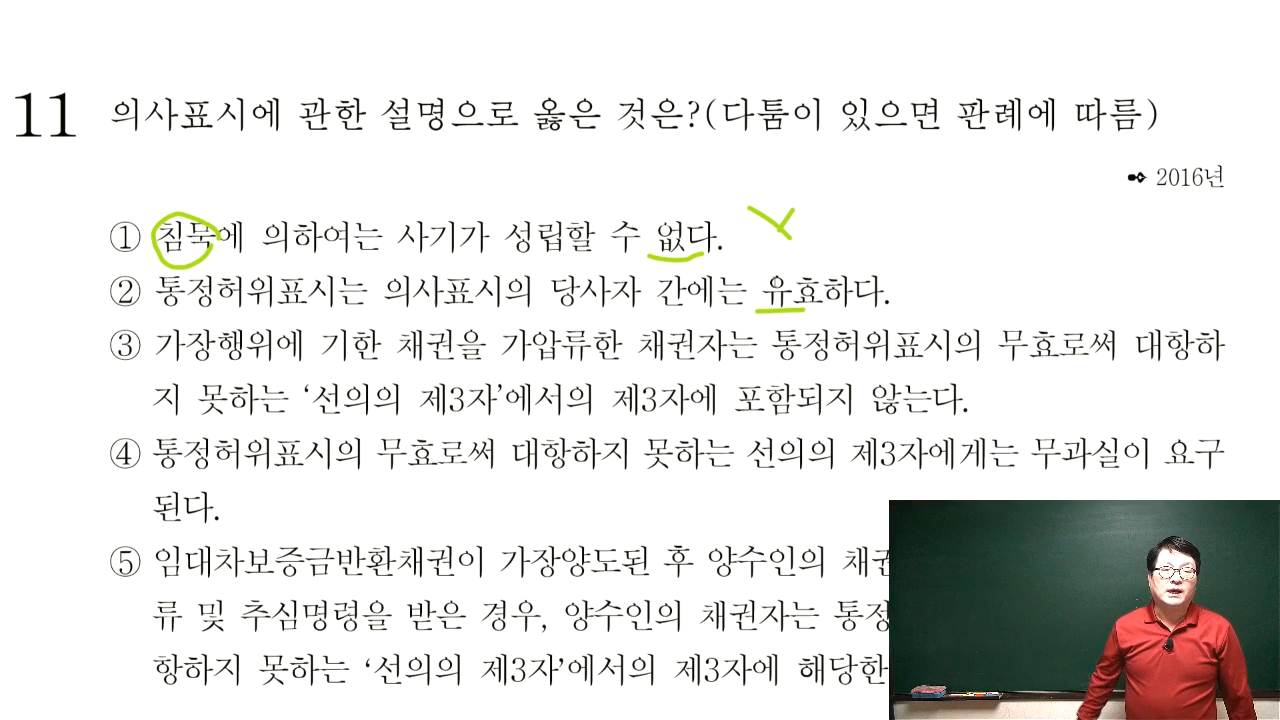 11 의사표시에 관한 설명으로 옳은 것은?(다툼이 있으면 판례에 따름)
2016년
① 침묵에 의하여는 사기가 성립할 수 없다.
② 통정허위표시는 의사표시의 당사자 간에는 유효하다.
③ 가장행위에 기한 채권을 가압류한 채권자는 통정허위표시의 무효로써 대항하
지 못하는 ‘선의의 제3자’에서의 제3자에 포함되지 않는다.
④ 통정허위표시의 무효로써 대항하지 못하는 선의의 제3자에게는 무과실이 요구
된다.
⑤ 임대차보증금반환채권이 가장양도된 후 양수인의 채권
류 및 추심명령을 받은 경우, 양수인의 채권자는 통정
항하지 못하는 ‘선의의 제3자’에서의 제3자에 해당한